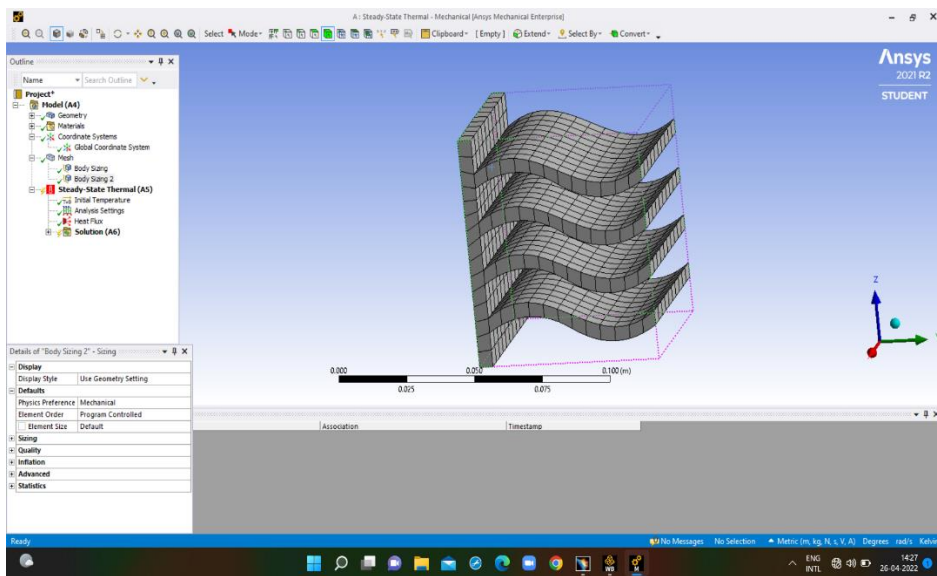 A : Steady-State Thermal - Mechanical [Ansys Mechanical Enterprise]
Select Mode Clipboard [Empty] Extend Select By Convert
Outline
Name Search Outline
Project*
Model (A4)
Geometry
Materials
Coordinate Systems
Global Coordinate System
Mesh
Body Sizing
Body Sizing 2
Steady-State Thermal (A5)
Initial Temperature
Analysis Settings
Heat Flux
Solution (A6)
Ansys
2021 R2
STUDENT
Z
0.000 0.050 0.100 (m)
0.025 0.075
Details of "Body Sizing 2" - Sizing
Display
Display Style Use Geometry Setting
Defaults
Physics Preference Mechanical
Element Order Program Controlled
Element Size Default
Sizing
Quality
Inflation
Advanced
Statistics
Association Timestamp
Ready No Messages No Selection Metric (m, kg, N, s, V, A) Degrees rad/s Kelvin
WB M
ENG 14:27
INTL 26-04-2022